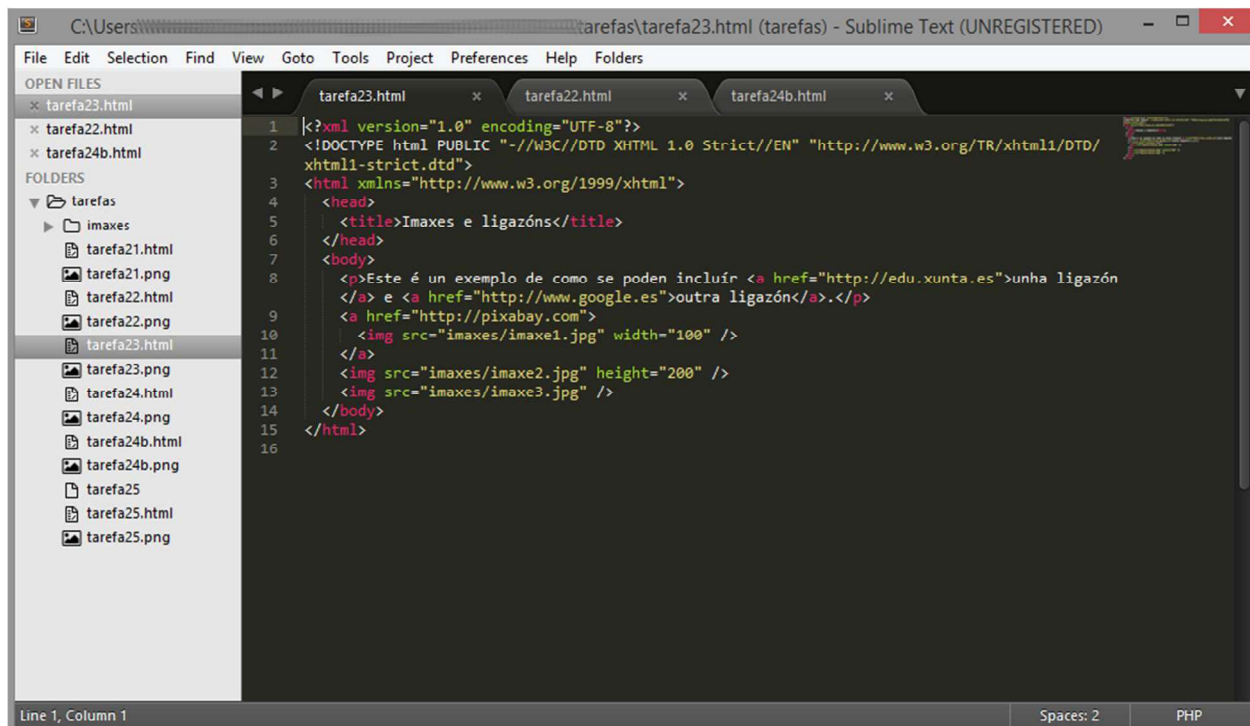 C:\Users\tarefas\tarefa23.html (tarefas) - Sublime Text (UNREGISTERED)
File Edit Selection Find View Goto Tools Project Preferences Help Folders
OPEN FILES
tarefa23.html
tarefa22.html
tarefa24b.html
FOLDERS
tarefas
imaxes
tarefa21.html
tarefa21.png
tarefa22.html
tarefa22.png
tarefa23.html
tarefa23.png
tarefa24.html
tarefa24.png
tarefa24b.html
tarefa24b.png
tarefa25
tarefa25.html
tarefa25.png
tarefa23.html tarefa22.html tarefa24b.html
1 <?xml version="1.0" encoding="UTF-8"?>
2 <!DOCTYPE html PUBLIC "-//W3C//DTD XHTML 1.0 Strict//EN" "http://www.w3.org/TR/xhtml1/DTD/
xhtml1-strict.dtd">
3 <html xmlns="http://www.w3.org/1999/xhtml">
4 <head>
5 <title>Imaxes e ligazóns</title>
6 </head>
7 <body>
8 <p>Este é un exemplo de como se poden incluír <a href="http://edu.xunta.es">unha ligazón
</a> e <a href="http://www.google.es">outra ligazón</a>.</p>
9 <a href="http://pixabay.com">
10 <img src="imaxes/imaxe1.jpg" width="100" />
11 </a>
12 <img src="imaxes/imaxe2.jpg" height="200" />
13 <img src="imaxes/imaxe3.jpg" />
14 </body>
15 </html>
16
Line 1, Column 1 Spaces: 2 PHP